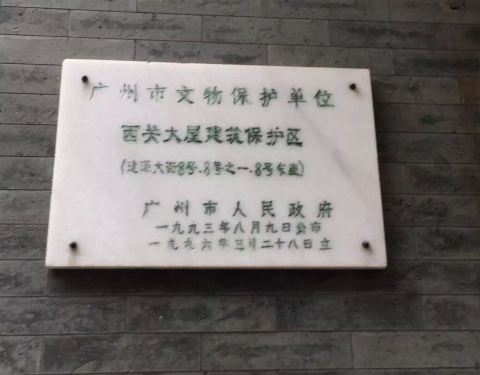 广州市文物保护单位
西关大屋建筑保护区
(逢源大街8号、8号之一、8号后座)
广州市人民政府
一九九三年八月九日公布
一九九六年三月二十八日立